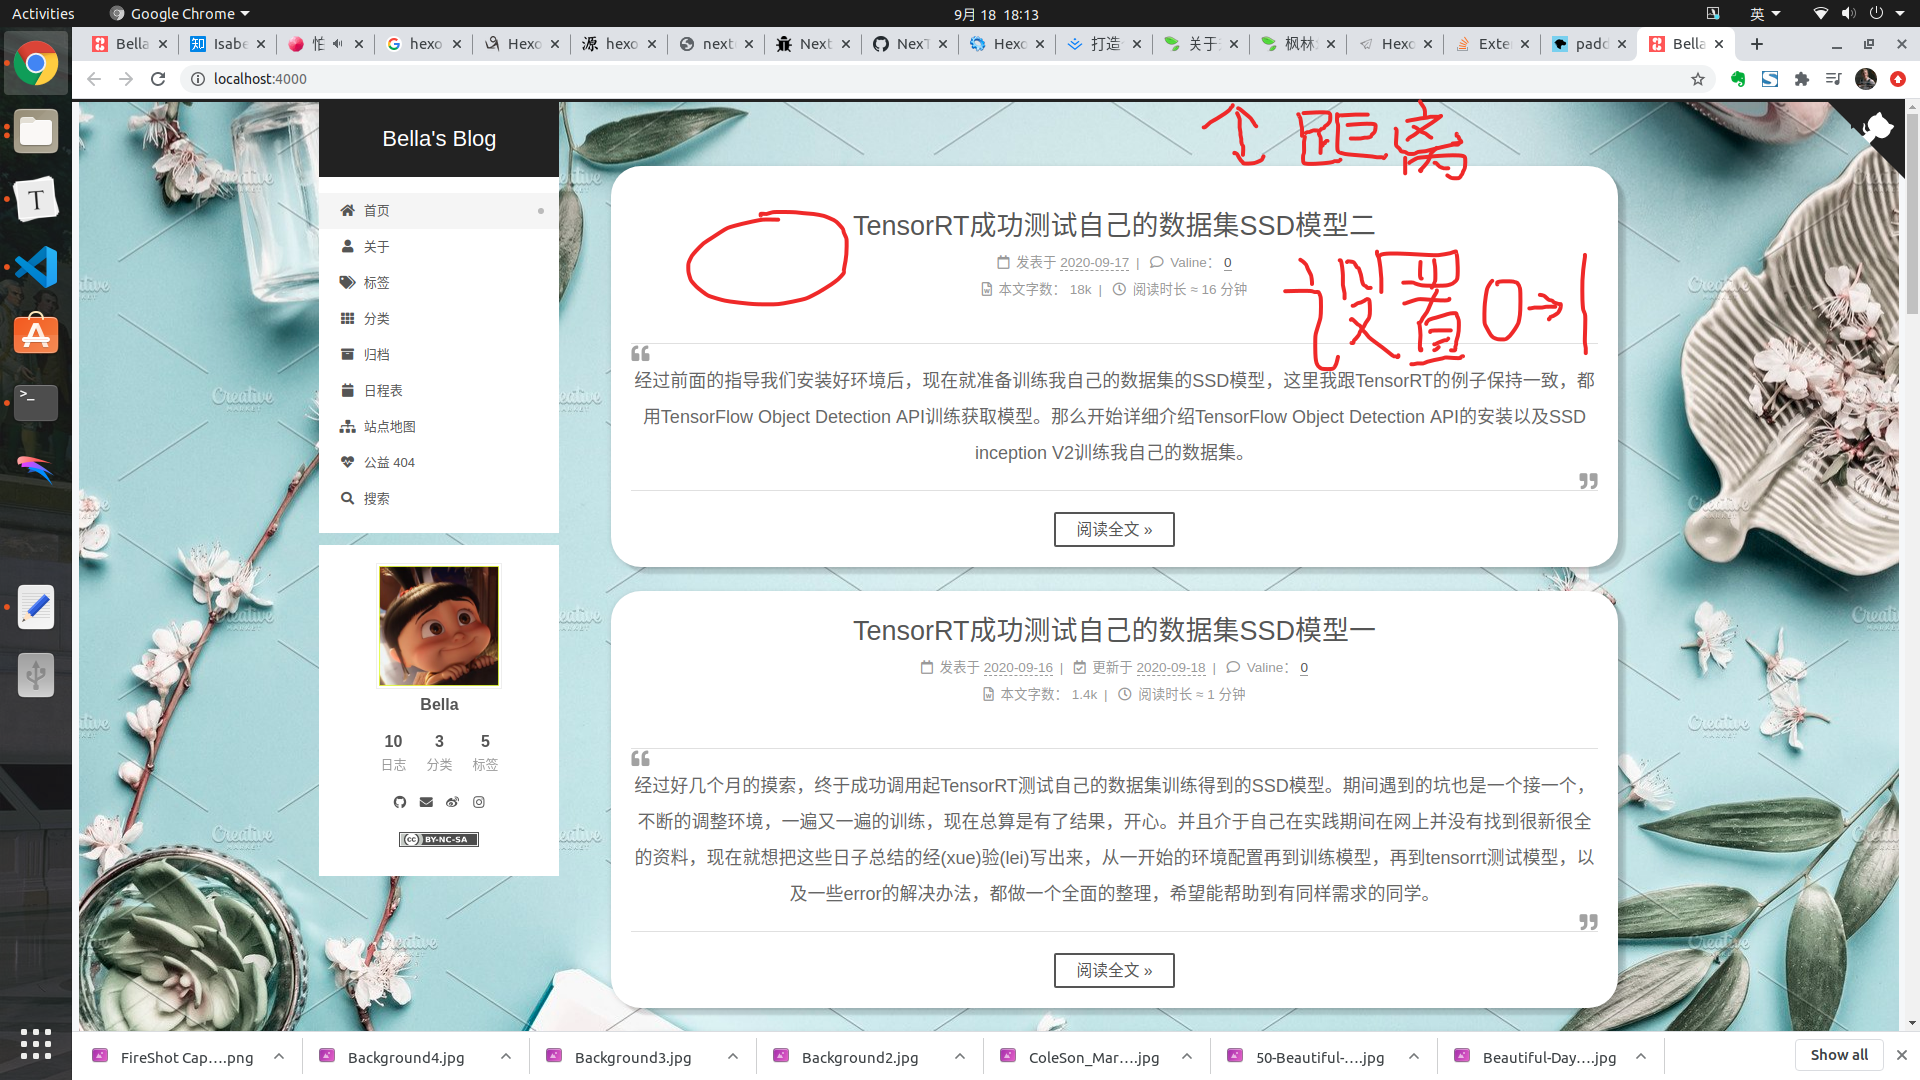 Activities
Google Chrome
9月 18 18:13
英
Bella
Isabe
怕
hexo
Hexo
hexo
next
Next
NexT
Hexo
打造
关于
枫林
Hexo
Exte
padd
Bella
localhost:4000
Bella's Blog
首页
关于
标签
分类
归档
日程表
站点地图
公益 404
搜索
Bella
10 3 5
日志 分类 标签
BY-NC-SA
距离
TensorRT成功测试自己的数据集SSD模型二
发表于 2020-09-17 | Valine： 0
本文字数： 18k | 阅读时长 ≈ 16 分钟
设置 0→1
经过前面的指导我们安装好环境后，现在就准备训练我自己的数据集的SSD模型，这里我跟TensorRT的例子保持一致，都
用TensorFlow Object Detection API训练获取模型。那么开始详细介绍TensorFlow Object Detection API的安装以及SSD
inception V2训练我自己的数据集。
阅读全文 »
TensorRT成功测试自己的数据集SSD模型一
发表于 2020-09-16 | 更新于 2020-09-18 | Valine： 0
本文字数： 1.4k | 阅读时长 ≈ 1 分钟
经过好几个月的摸索，终于成功调用起TensorRT测试自己的数据集训练得到的SSD模型。期间遇到的坑也是一个接一个，
不断的调整环境，一遍又一遍的训练，现在总算是有了结果，开心。并且介于自己在实践期间在网上并没有找到很新很全
的资料，现在就想把这些日子总结的经(xue)验(lei)写出来，从一开始的环境配置再到训练模型，再到tensorrt测试模型，以
及一些error的解决办法，都做一个全面的整理，希望能帮助到有同样需求的同学。
阅读全文 »
Creative MARKET
FireShot Cap....png
Background4.jpg
Background3.jpg
Background2.jpg
ColeSon_Mar....jpg
50-Beautiful-....jpg
Beautiful-Day....jpg
Show all